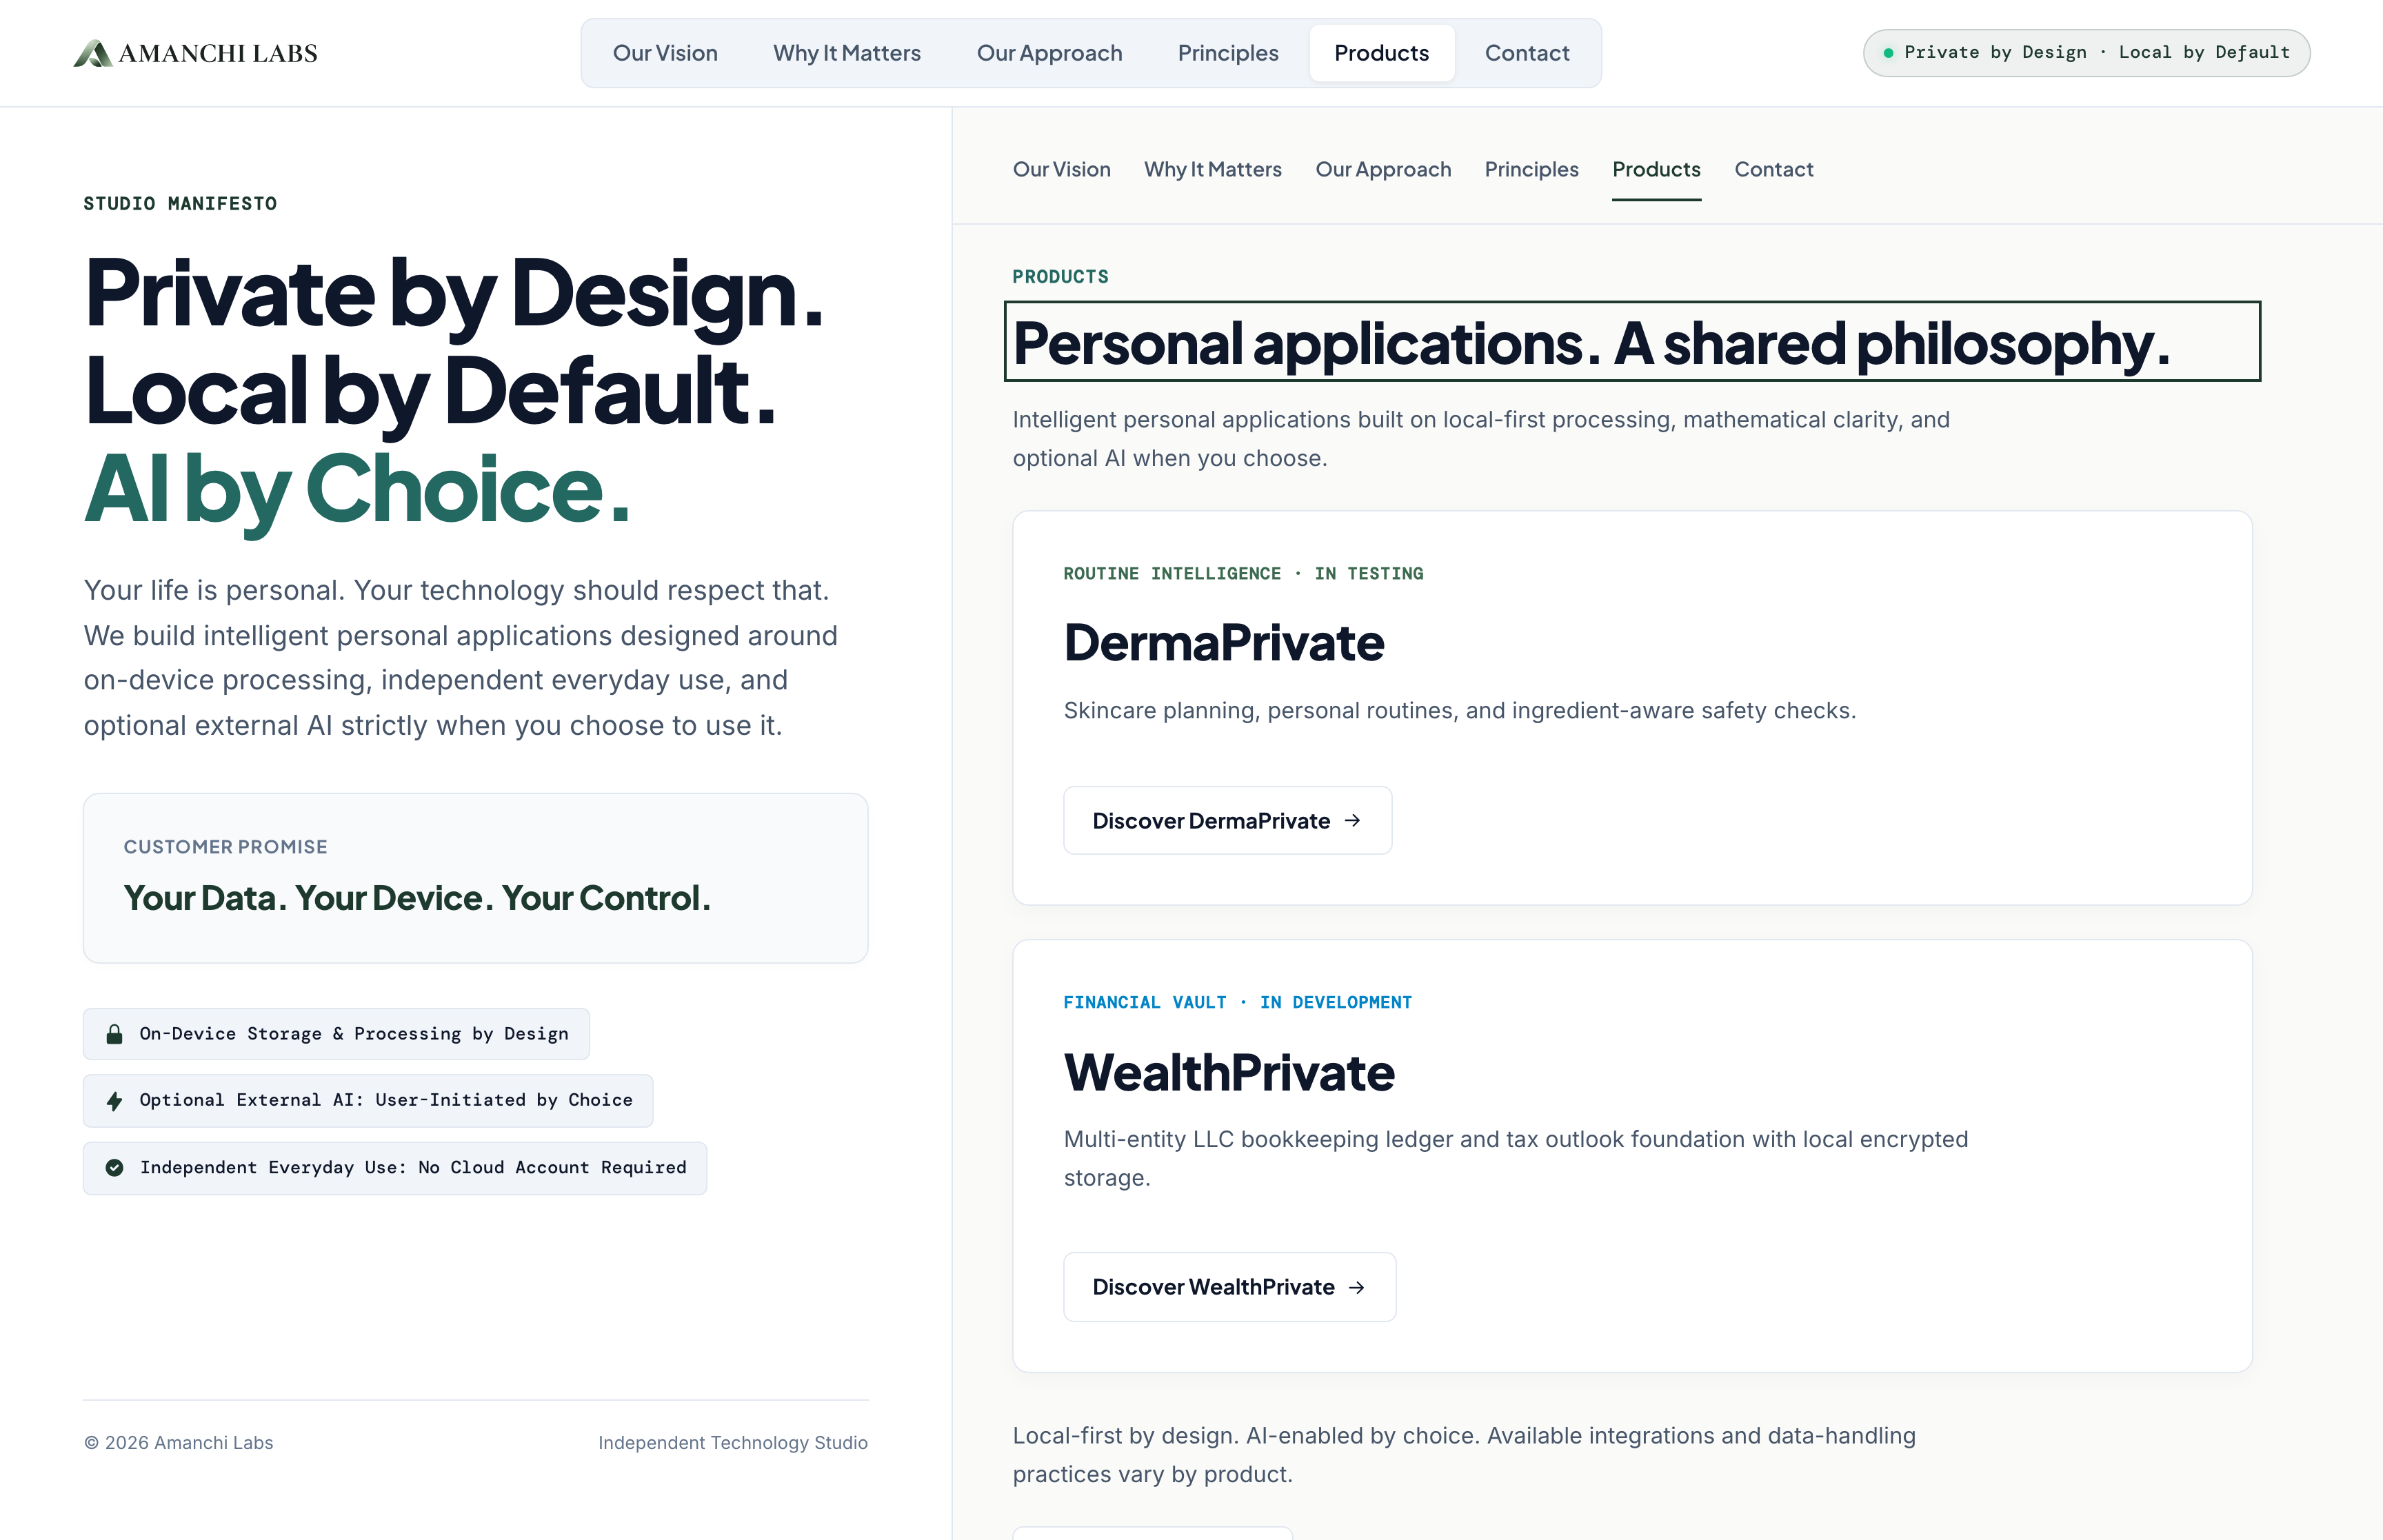 AMANCHI LABS
Our Vision
Why It Matters
Our Approach
Principles
Products
Contact
Private by Design · Local by Default
STUDIO MANIFESTO
Private by Design.
Local by Default.
AI by Choice.
Your life is personal. Your technology should respect that.
We build intelligent personal applications designed around
on-device processing, independent everyday use, and
optional external AI strictly when you choose to use it.
CUSTOMER PROMISE
Your Data. Your Device. Your Control.
On-Device Storage & Processing by Design
Optional External AI: User-Initiated by Choice
Independent Everyday Use: No Cloud Account Required
© 2026 Amanchi Labs
Independent Technology Studio
Our Vision
Why It Matters
Our Approach
Principles
Products
Contact
PRODUCTS
Personal applications. A shared philosophy.
Intelligent personal applications built on local-first processing, mathematical clarity, and
optional AI when you choose.
ROUTINE INTELLIGENCE · IN TESTING
DermaPrivate
Skincare planning, personal routines, and ingredient-aware safety checks.
Discover DermaPrivate →
FINANCIAL VAULT · IN DEVELOPMENT
WealthPrivate
Multi-entity LLC bookkeeping ledger and tax outlook foundation with local encrypted
storage.
Discover WealthPrivate →
Local-first by design. AI-enabled by choice. Available integrations and data-handling
practices vary by product.